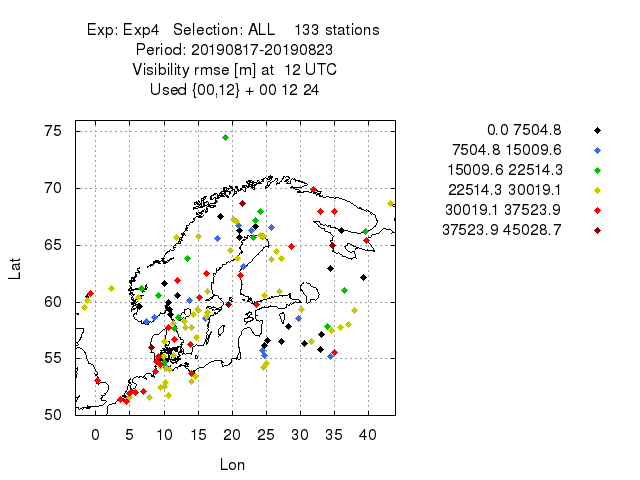 Exp: Exp4 Selection: ALL 133 stations
Period: 20190817-20190823
Visibility rmse [m] at 12 UTC
Used {00,12} + 00 12 24
0.0 7504.8
7504.8 15009.6
15009.6 22514.3
22514.3 30019.1
30019.1 37523.9
37523.9 45028.7
75
70
65
60
55
50
Lat
0 5 10 15 20 25 30 35 40
Lon